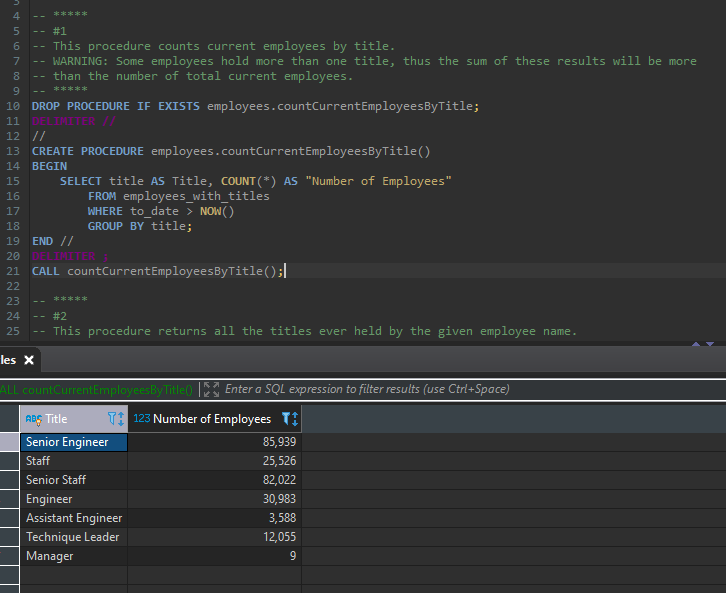 3
4 -- *****
5 -- #1
6 -- This procedure counts current employees by title.
7 -- WARNING: Some employees hold more than one title, thus the sum of these results will be more
8 -- than the number of total current employees.
9 -- *****
10 DROP PROCEDURE IF EXISTS employees.countCurrentEmployeesByTitle;
11 DELIMITER //
12 //
13 CREATE PROCEDURE employees.countCurrentEmployeesByTitle()
14 BEGIN
15 SELECT title AS Title, COUNT(*) AS "Number of Employees"
16 FROM employees_with_titles
17 WHERE to_date > NOW()
18 GROUP BY title;
19 END //
20 DELIMITER ;
21 CALL countCurrentEmployeesByTitle();
22
23 -- *****
24 -- #2
25 -- This procedure returns all the titles ever held by the given employee name.
les
ALL countCurrentEmployeesByTitle() Enter a SQL expression to filter results (use Ctrl+Space)
ABC Title 123 Number of Employees
Senior Engineer 85,939
Staff 25,526
Senior Staff 82,022
Engineer 30,983
Assistant Engineer 3,588
Technique Leader 12,055
Manager 9